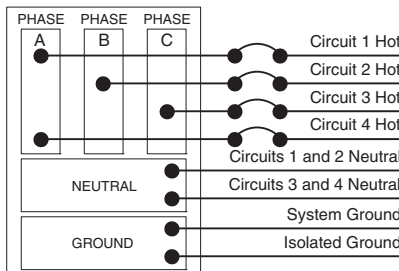 PHASE PHASE PHASE
A B C
Circuit 1 Hot
Circuit 2 Hot
Circuit 3 Hot
Circuit 4 Hot
Circuits 1 and 2 Neutral
NEUTRAL
Circuits 3 and 4 Neutral
System Ground
GROUND
Isolated Ground